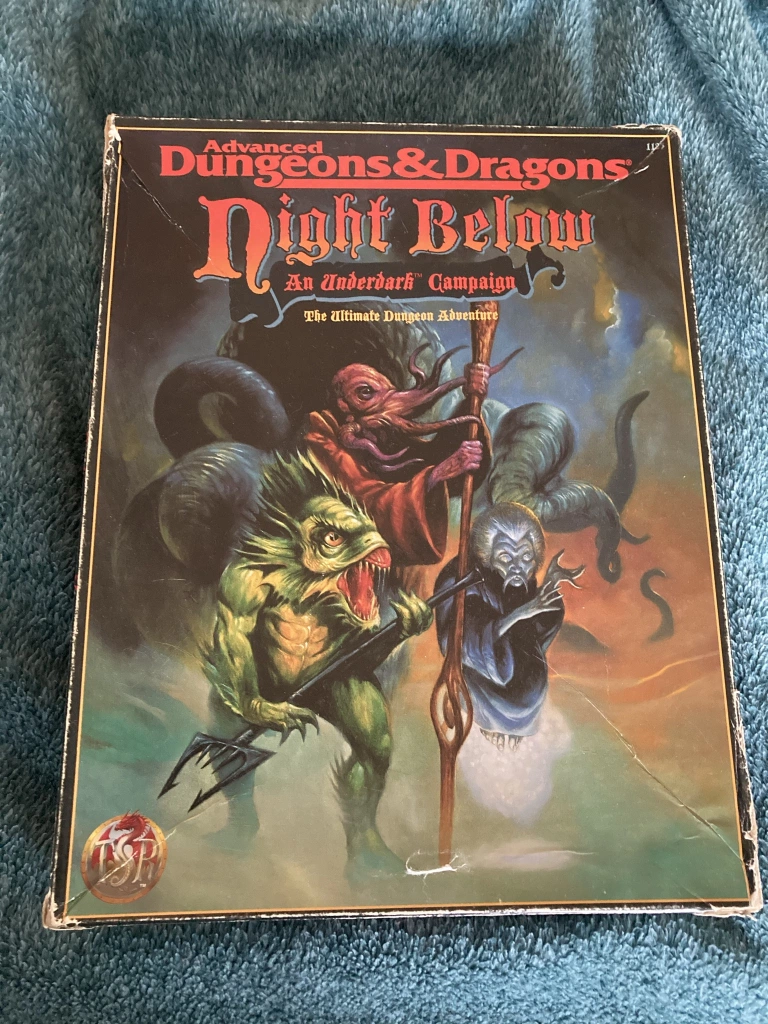 Advanced
Dungeons & Dragons®
Night Below
An Underdark™ Campaign
The Ultimate Dungeon Adventure
TSR